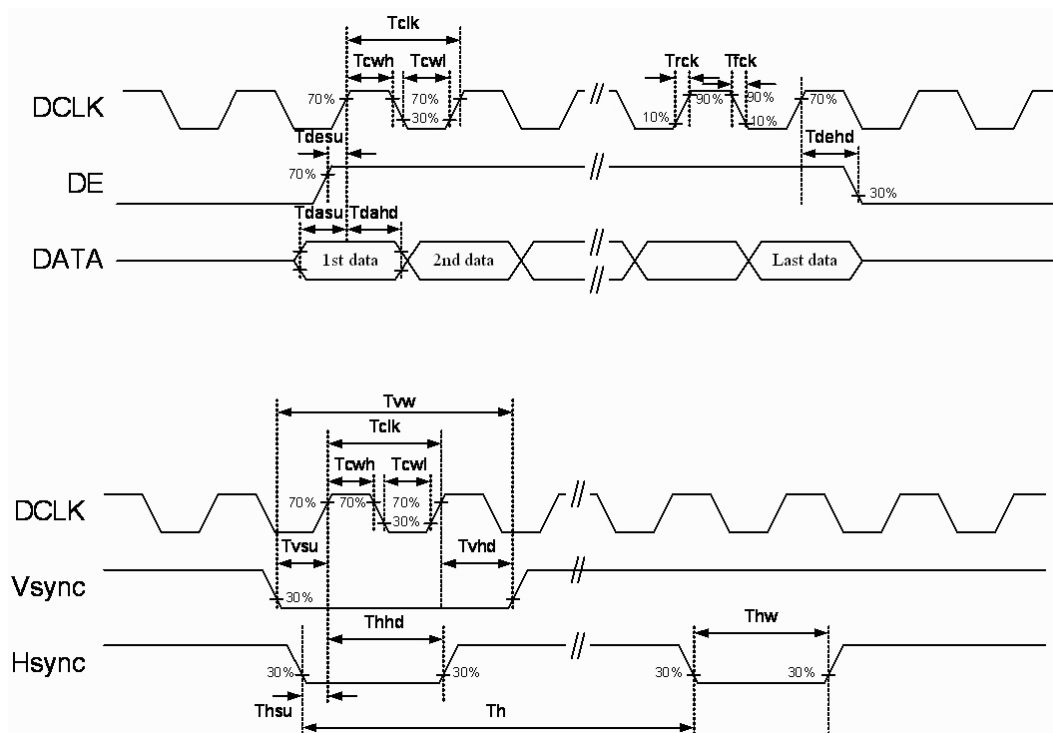 Tclk
Tcwh Tcwl Trck Tfck
DCLK 70% 70% 30% 10% 90% 90% 10% 70%
Tdesu Tdehd
DE 70% 30%
Tdasu Tdahd
DATA 1st data 2nd data Last data
Tvw
Tclk
Tcwh Tcwl
DCLK 70% 70% 70% 30%
Tvsu Tvhd
Vsync 30%
Thhd Thw
Hsync 30% 30% 30% 30%
Thsu Th